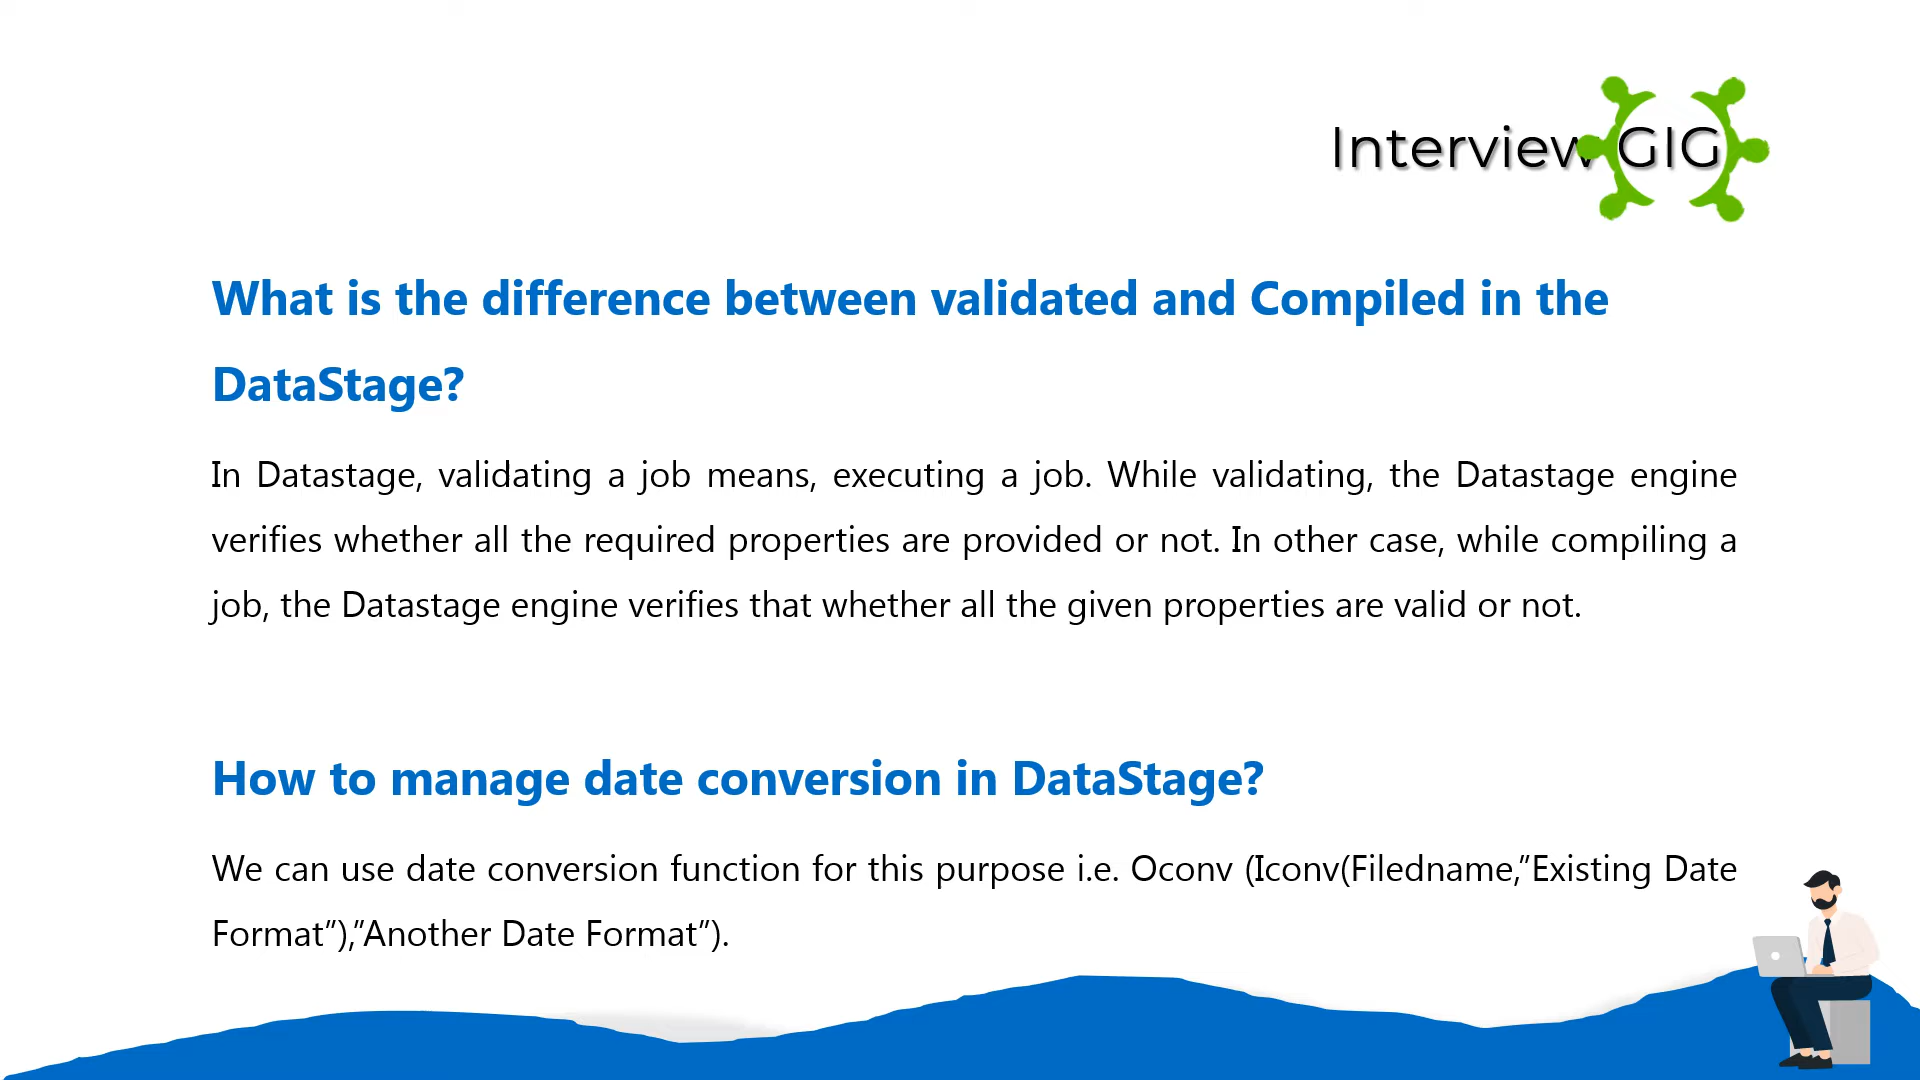 Interview GIG
What is the difference between validated and Compiled in the
DataStage?
In Datastage, validating a job means, executing a job. While validating, the Datastage engine
verifies whether all the required properties are provided or not. In other case, while compiling a
job, the Datastage engine verifies that whether all the given properties are valid or not.
How to manage date conversion in DataStage?
We can use date conversion function for this purpose i.e. Oconv (Iconv(Filedname,”Existing Date
Format”),”Another Date Format”).